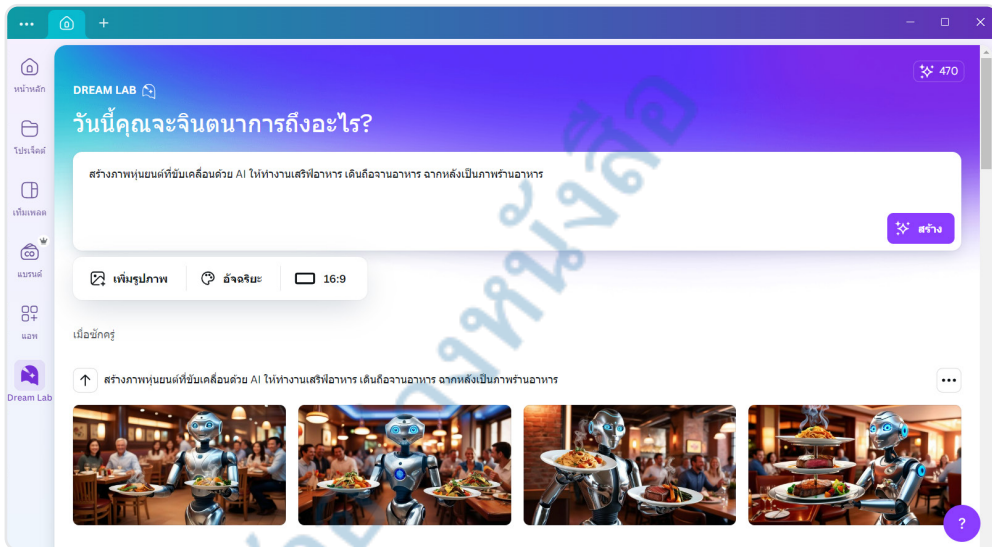 470
หน้าหลัก
DREAM LAB
วันนี้คุณจะจินตนาการถึงอะไร?
โปรเจ็คต์
สร้างภาพหุ่นยนต์ที่ขับเคลื่อนด้วย AI ให้ทำงานเสริฟอาหาร เดินถือจานอาหาร ฉากหลังเป็นภาพร้านอาหาร
เท็มเพลต
สร้าง
แบรนด์
เพิ่มรูปภาพ
อัจฉริยะ
16:9
แอพ
เมื่อซักครู่
Dream Lab
สร้างภาพหุ่นยนต์ที่ขับเคลื่อนด้วย AI ให้ทำงานเสริฟอาหาร เดินถือจานอาหาร ฉากหลังเป็นภาพร้านอาหาร
?